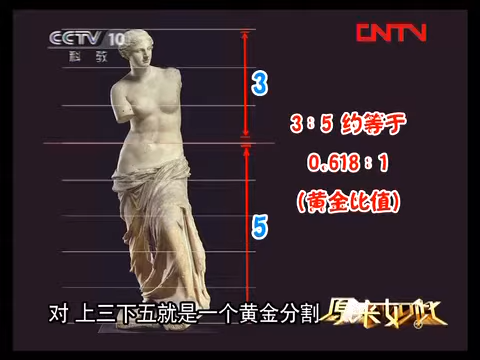 CCTV 10
科教
CNTV
3
3:5 约等于
0.618:1
(黄金比值)
5
对 上三下五就是一个黄金分割
原来如此